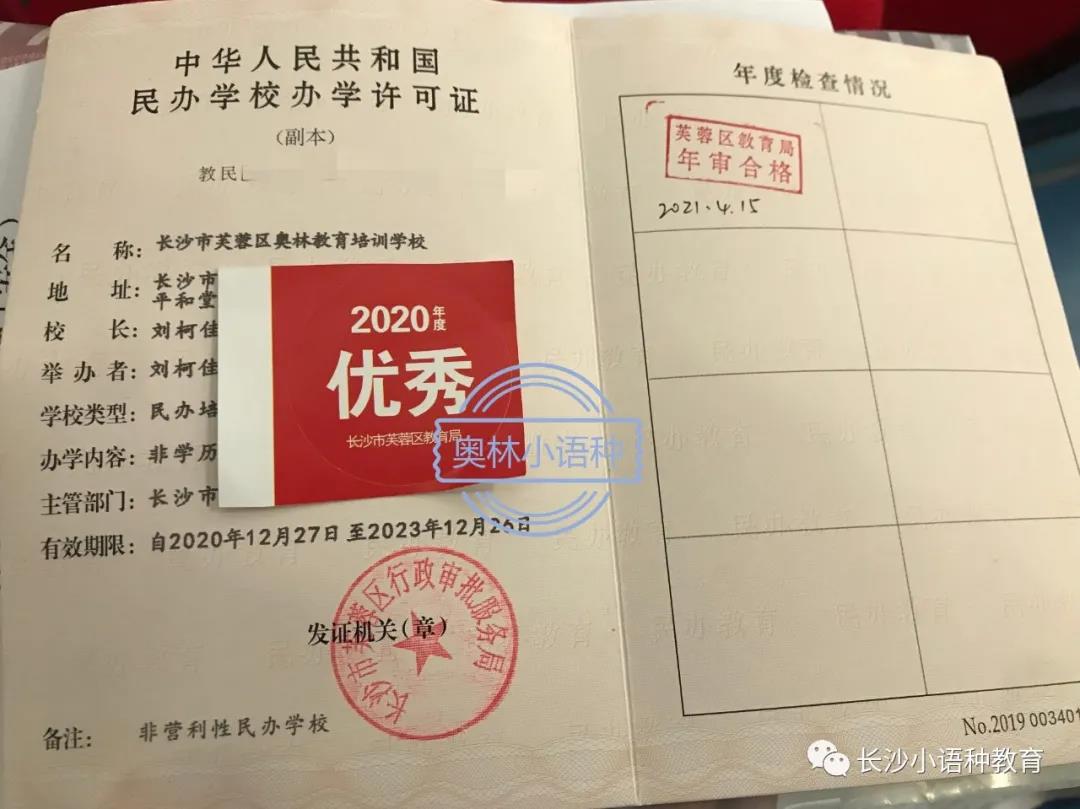 中华人民共和国
民办学校办学许可证
(副本)
教民
名 称：长沙市芙蓉区奥林教育培训学校
地 址：长沙市
平和堂
校 长：刘柯佳
举 办 者：刘柯佳
学校类型：民办培
办学内容：非学历
主管部门：长沙市
有效期限：自2020年12月27日 至2023年12月26日
发证机关(章)
长沙市芙蓉区行政审批服务局
备注： 非营利性民办学校
2020年度
优秀
长沙市芙蓉区教育局
奥林小语种
年度检查情况
芙蓉区教育局
年审合格
2021.4.15
No.2019 003401
长沙小语种教育